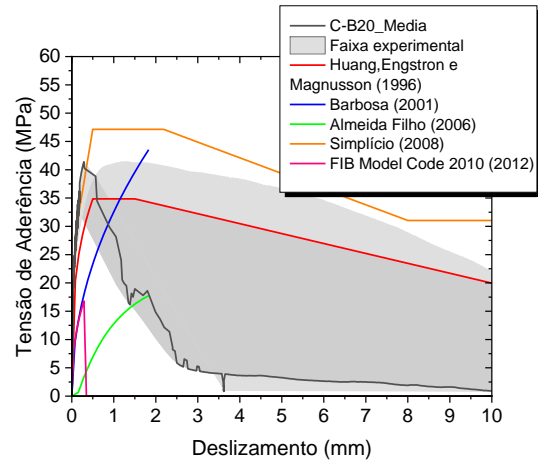 C-B20_Media
Faixa experimental
Huang,Engstron e
Magnusson (1996)
Barbosa (2001)
Almeida Filho (2006)
Simplício (2008)
FIB Model Code 2010 (2012)
Tensão de Aderência (MPa)
60
55
50
45
40
35
30
25
20
15
10
5
0
0 1 2 3 4 5 6 7 8 9 10
Deslizamento (mm)